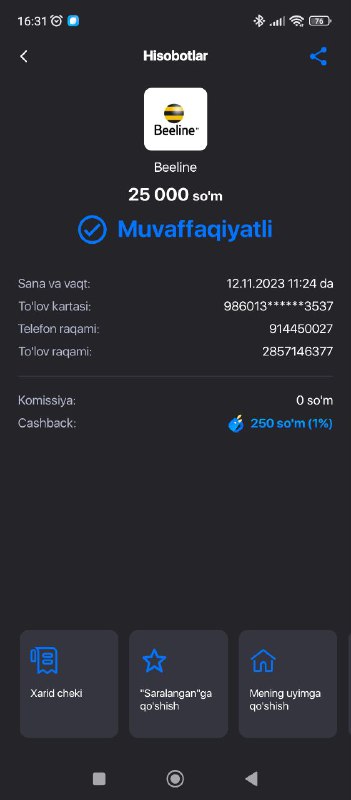 16:31
76
Hisobotlar
Beeline™
Beeline
25 000 so'm
Muvaffaqiyatli
Sana va vaqt: 12.11.2023 11:24 da
To'lov kartasi: 986013******3537
Telefon raqami: 914450027
To'lov raqami: 2857146377
Komissiya: 0 so'm
Cashback: 250 so'm (1%)
Xarid cheki
"Saralangan"ga
qo'shish
Mening uyimga
qo'shish